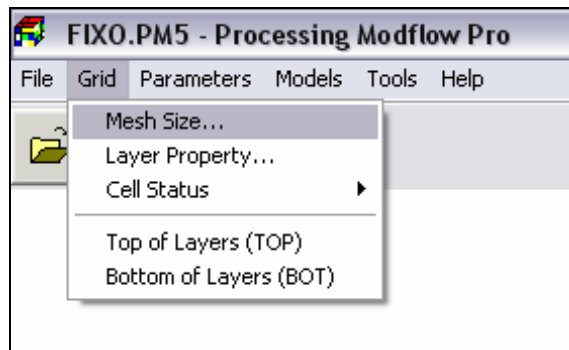 FIXO.PM5 - Processing Modflow Pro
File Grid Parameters Models Tools Help
Mesh Size...
Layer Property...
Cell Status
Top of Layers (TOP)
Bottom of Layers (BOT)